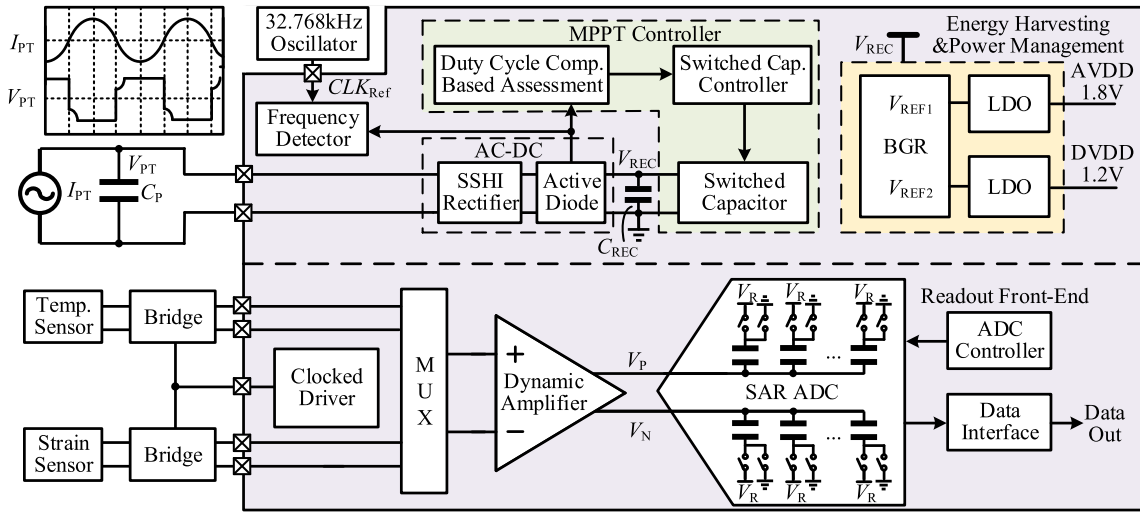 I_PT
V_PT
32.768kHz
Oscillator
CLK_Ref
Frequency
Detector
MPPT Controller
Duty Cycle Comp.
Based Assessment
Switched Cap.
Controller
Energy Harvesting
&Power Management
V_REC
AVDD
1.8V
V_REF1
LDO
BGR
DVDD
1.2V
V_REF2
LDO
AC-DC
V_REC
SSHI
Rectifier
Active
Diode
Switched
Capacitor
C_REC
I_PT
V_PT
C_P
Temp.
Sensor
Bridge
Clocked
Driver
Strain
Sensor
Bridge
M
U
X
+
Dynamic
Amplifier
−
V_P
V_N
V_R V_R V_R
...
SAR ADC
...
V_R V_R V_R
Readout Front-End
ADC
Controller
Data
Interface
Data
Out